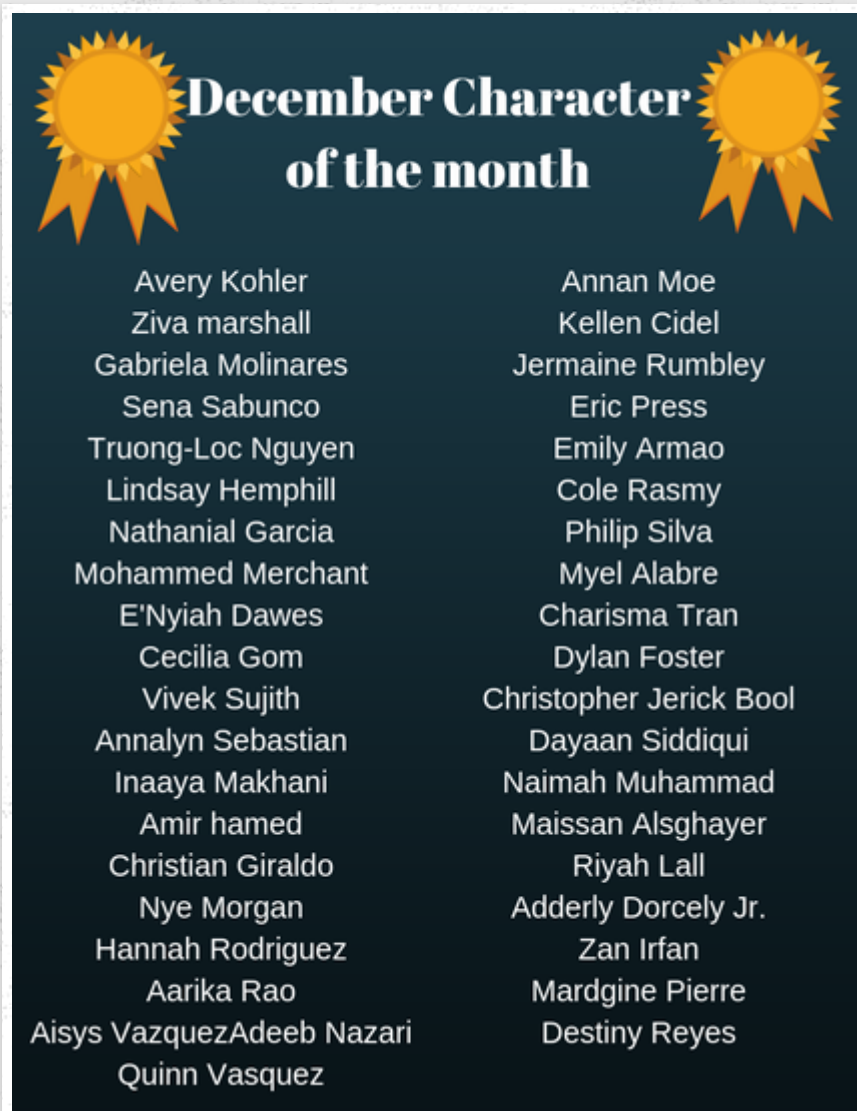 December Character
of the month
Avery Kohler
Ziva marshall
Gabriela Molinares
Sena Sabunco
Truong-Loc Nguyen
Lindsay Hemphill
Nathanial Garcia
Mohammed Merchant
E'Nyiah Dawes
Cecilia Gom
Vivek Sujith
Annalyn Sebastian
Inaaya Makhani
Amir hamed
Christian Giraldo
Nye Morgan
Hannah Rodriguez
Aarika Rao
Aisys VazquezAdeeb Nazari
Quinn Vasquez
Annan Moe
Kellen Cidel
Jermaine Rumbley
Eric Press
Emily Armao
Cole Rasmy
Philip Silva
Myel Alabre
Charisma Tran
Dylan Foster
Christopher Jerick Bool
Dayaan Siddiqui
Naimah Muhammad
Maissan Alsghayer
Riyah Lall
Adderly Dorcely Jr.
Zan Irfan
Mardgine Pierre
Destiny Reyes